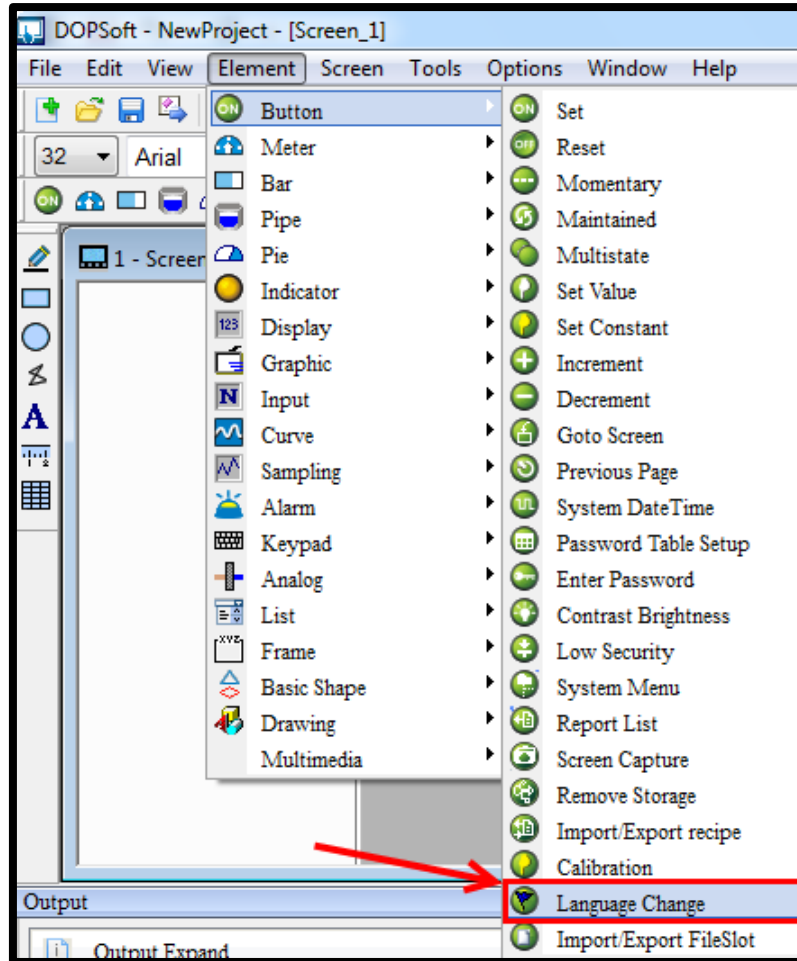 DOPSoft - NewProject - [Screen_1]
File Edit View Element Screen Tools Options Window Help
32 Arial
1 - Screen
Button
Meter
Bar
Pipe
Pie
Indicator
Display
Graphic
Input
Curve
Sampling
Alarm
Keypad
Analog
List
Frame
Basic Shape
Drawing
Multimedia
Set
Reset
Momentary
Maintained
Multistate
Set Value
Set Constant
Increment
Decrement
Goto Screen
Previous Page
System DateTime
Password Table Setup
Enter Password
Contrast Brightness
Low Security
System Menu
Report List
Screen Capture
Remove Storage
Import/Export recipe
Calibration
Language Change
Import/Export FileSlot
Output
Output Expand